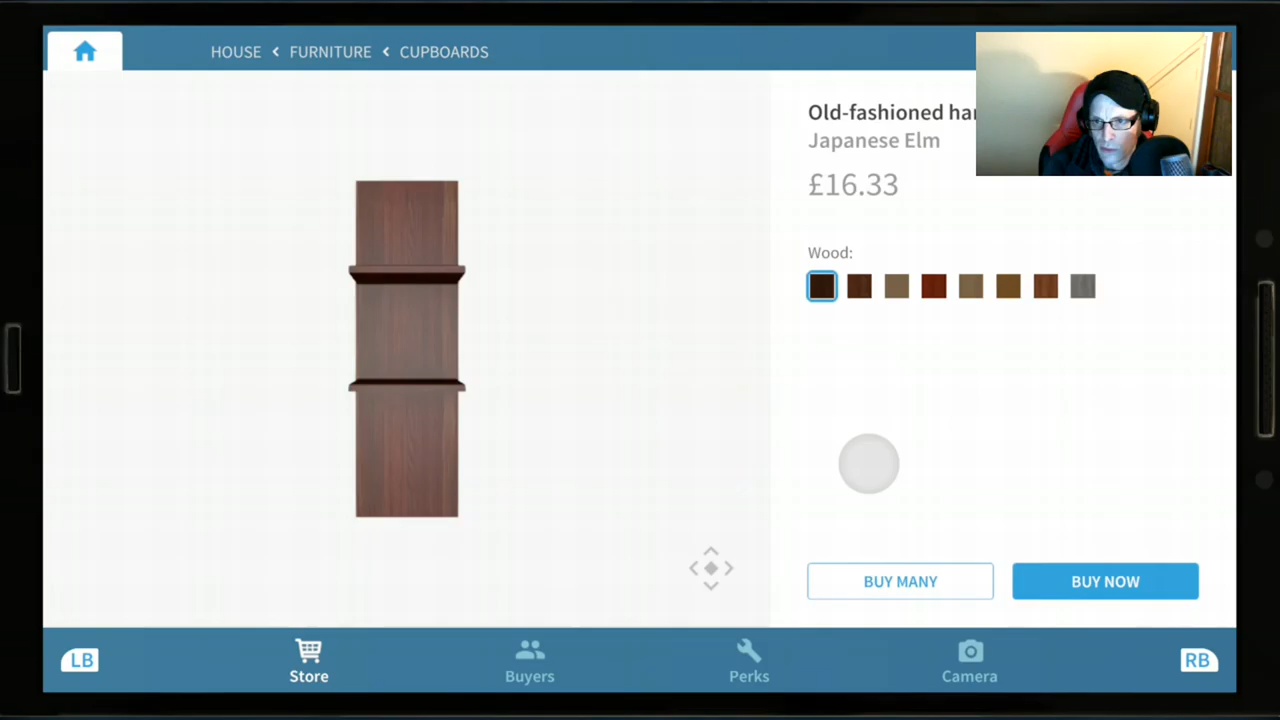 HOUSE < FURNITURE < CUPBOARDS
Old-fashioned
Japanese Elm
£16.33
Wood:
BUY MANY
BUY NOW
LB
Store
Buyers
Perks
Camera
RB